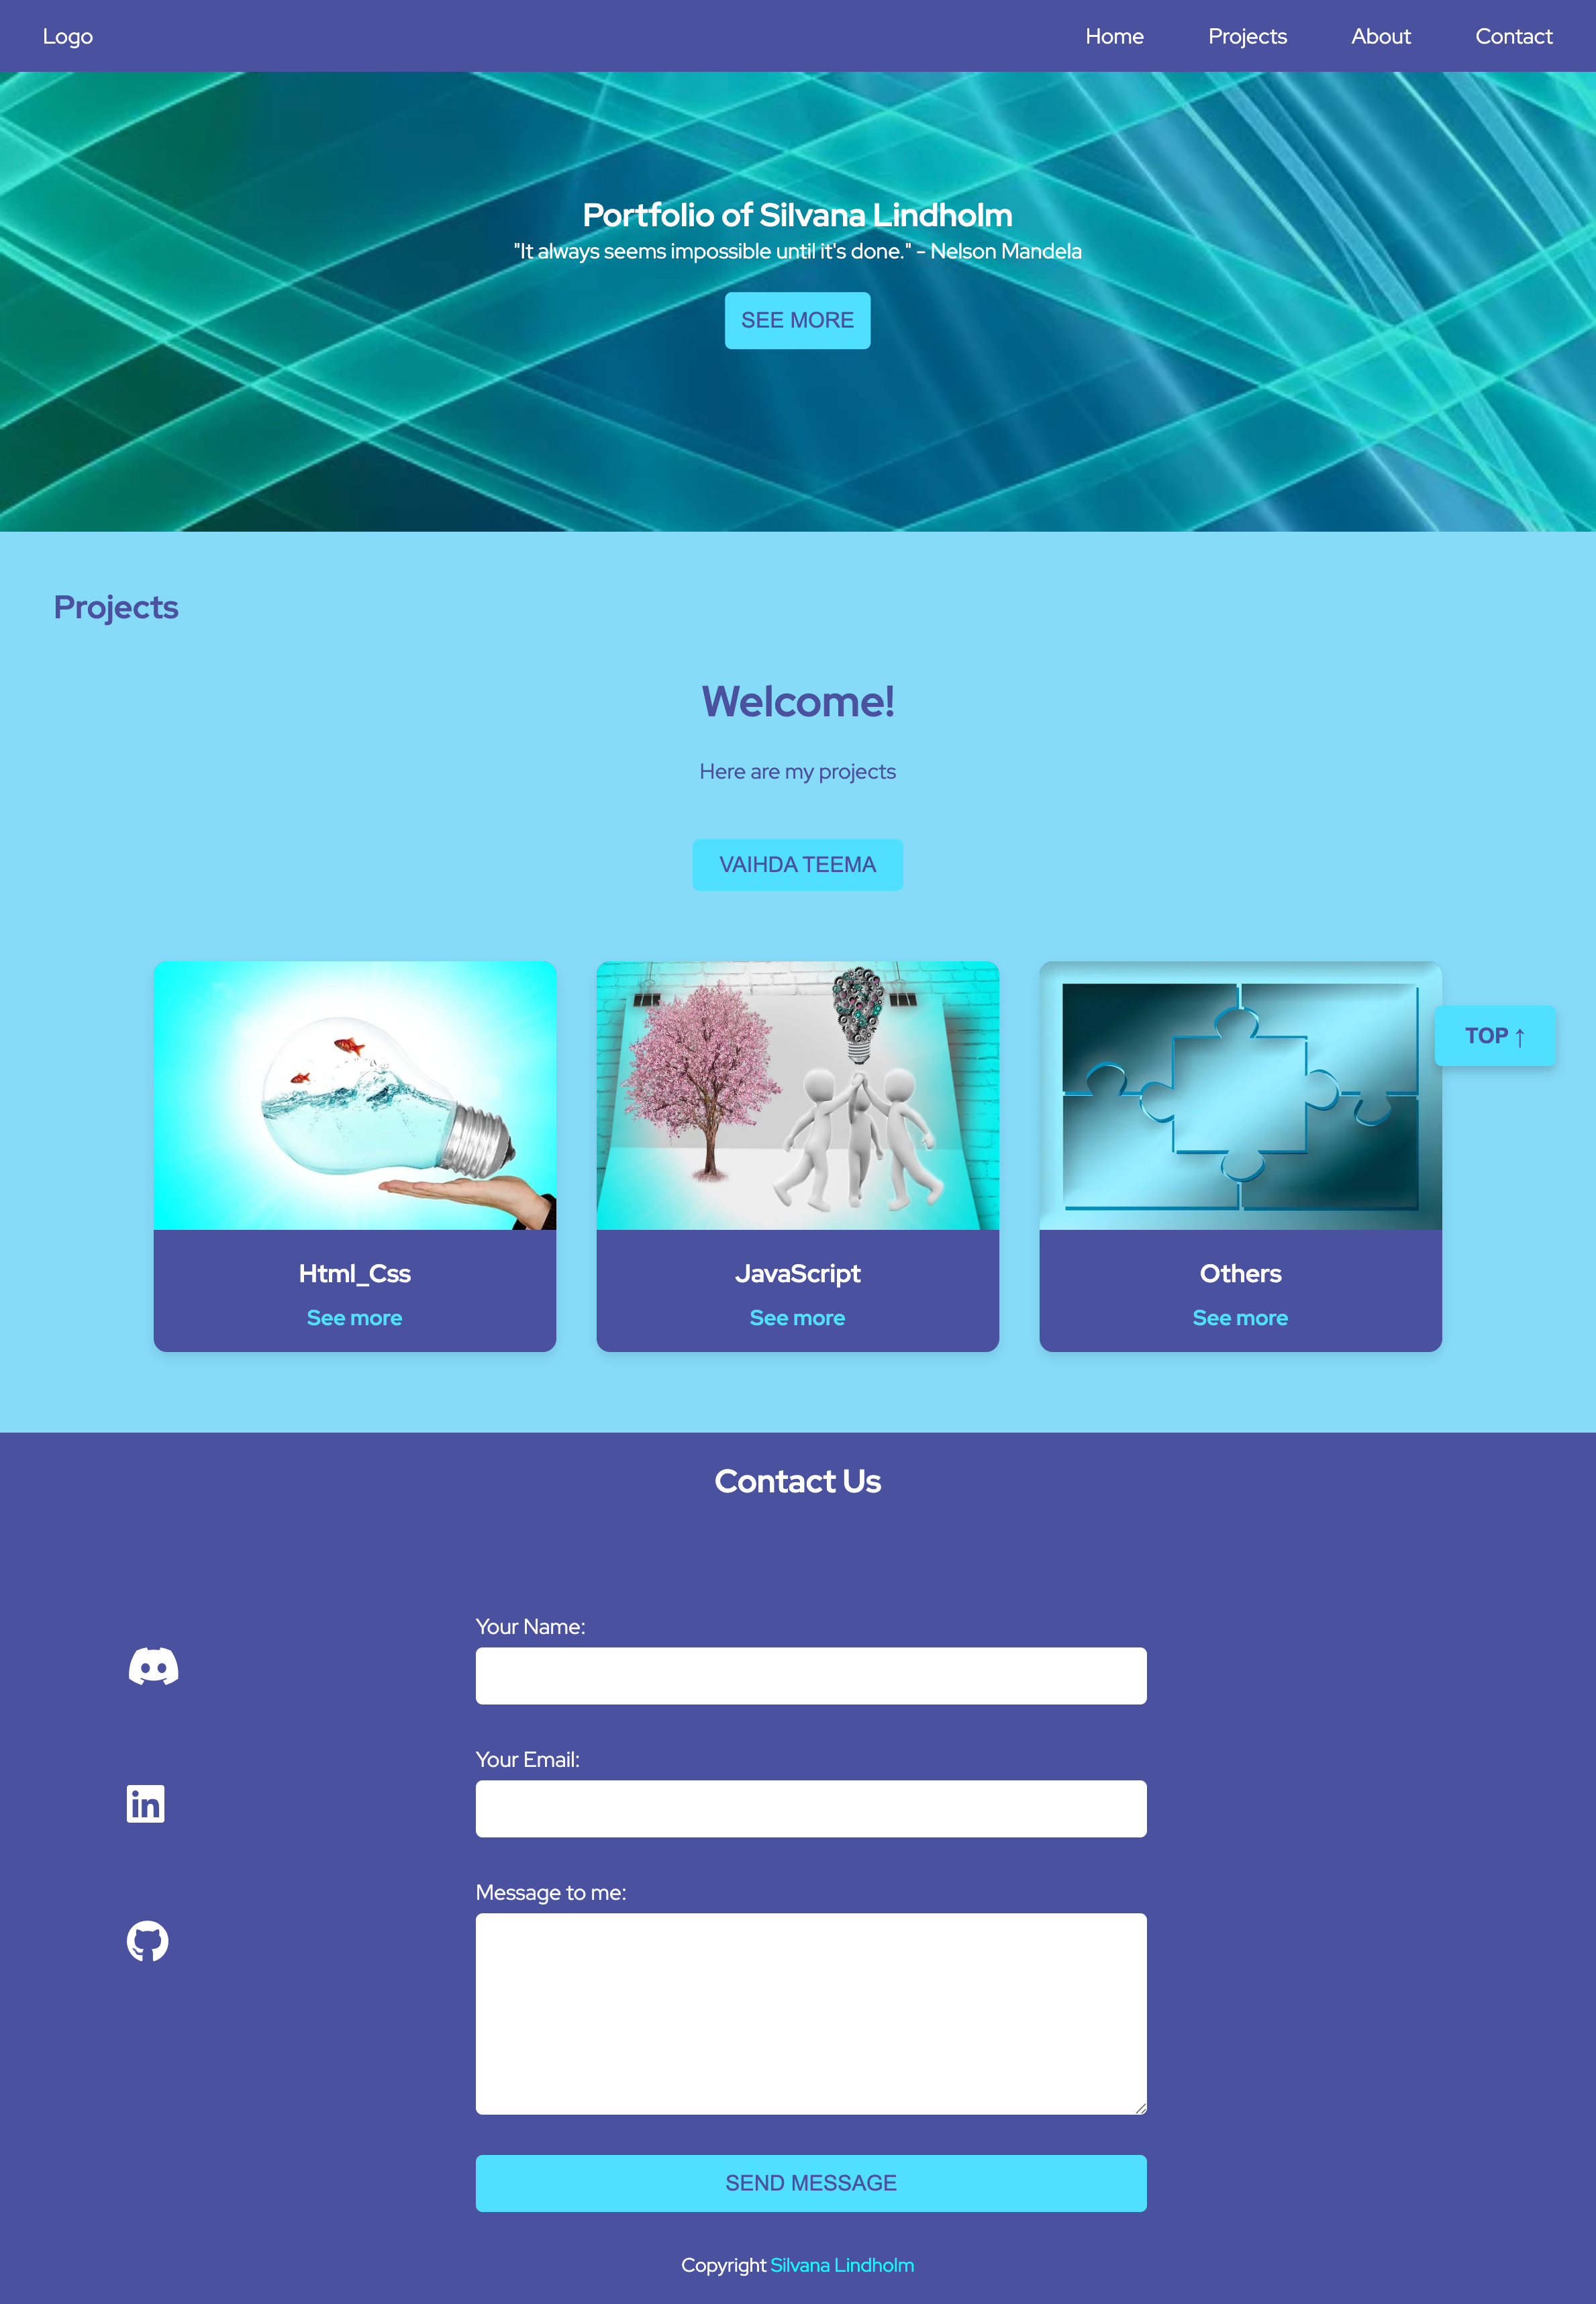 Logo
Home
Projects
About
Contact
Portfolio of Silvana Lindholm
"It always seems impossible until it's done." - Nelson Mandela
SEE MORE
Projects
Welcome!
Here are my projects
VAIHDA TEEMA
TOP ↑
Html_Css
See more
JavaScript
See more
Others
See more
Contact Us
Your Name:
Your Email:
Message to me:
SEND MESSAGE
Copyright Silvana Lindholm